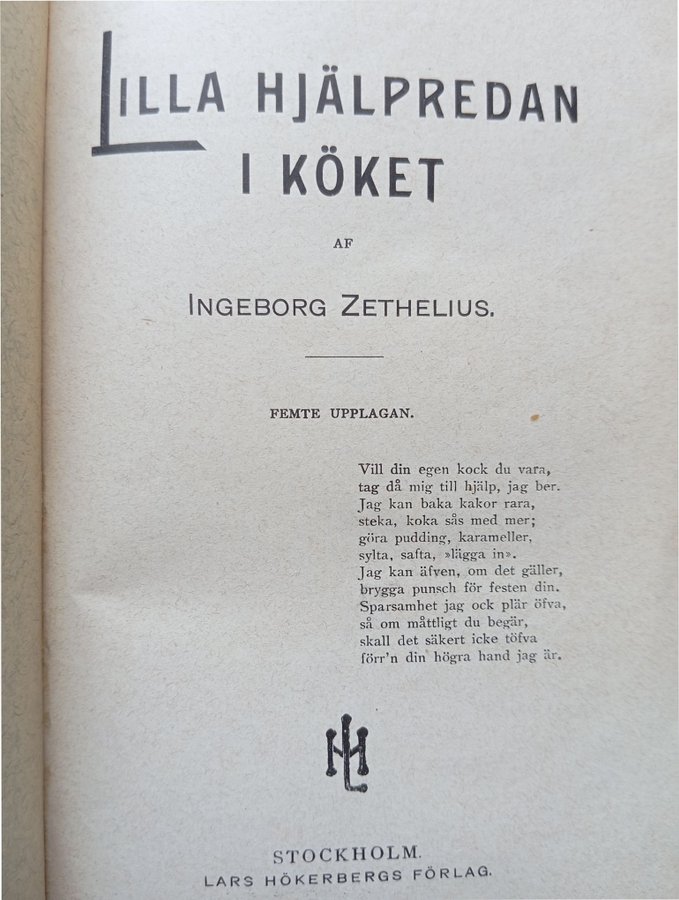 LILLA HJÄLPREDAN
I KÖKET
AF
INGEBORG ZETHELIUS.
FEMTE UPPLAGAN.
Vill din egen kock du vara,
tag då mig till hjälp, jag ber.
Jag kan baka kakor rara,
steka, koka sås med mer;
göra pudding, karameller,
sylta, safta, »lägga in».
Jag kan äfven, om det gäller,
brygga punsch för festen din.
Sparsamhet jag ock plär öfva,
så om måttligt du begär,
skall det säkert icke töfva
förr'n din högra hand jag är.
LH
STOCKHOLM.
LARS HÖKERBERGS FÖRLAG.